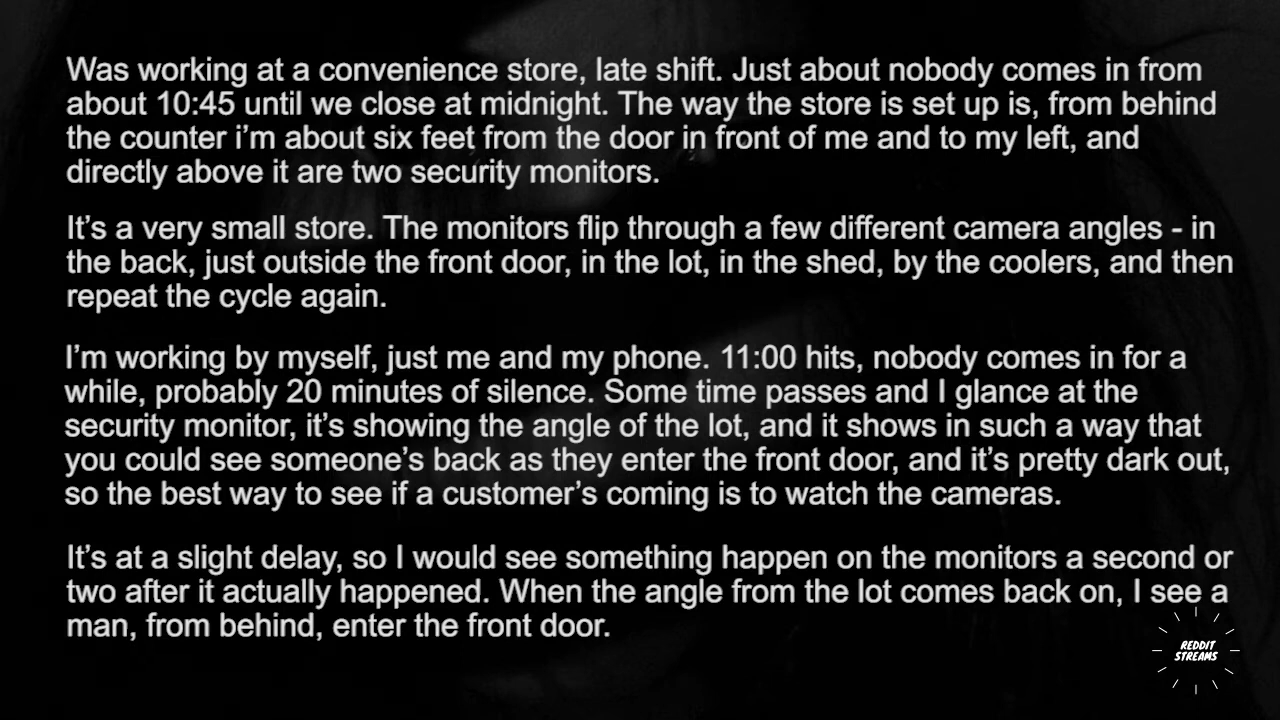 Was working at a convenience store, late shift. Just about nobody comes in from
about 10:45 until we close at midnight. The way the store is set up is, from behind
the counter i’m about six feet from the door in front of me and to my left, and
directly above it are two security monitors.
It’s a very small store. The monitors flip through a few different camera angles - in
the back, just outside the front door, in the lot, in the shed, by the coolers, and then
repeat the cycle again.
I’m working by myself, just me and my phone. 11:00 hits, nobody comes in for a
while, probably 20 minutes of silence. Some time passes and I glance at the
security monitor, it’s showing the angle of the lot, and it shows in such a way that
you could see someone’s back as they enter the front door, and it’s pretty dark out,
so the best way to see if a customer’s coming is to watch the cameras.
It’s at a slight delay, so I would see something happen on the monitors a second or
two after it actually happened. When the angle from the lot comes back on, I see a
man, from behind, enter the front door.
REDDIT
STREAMS